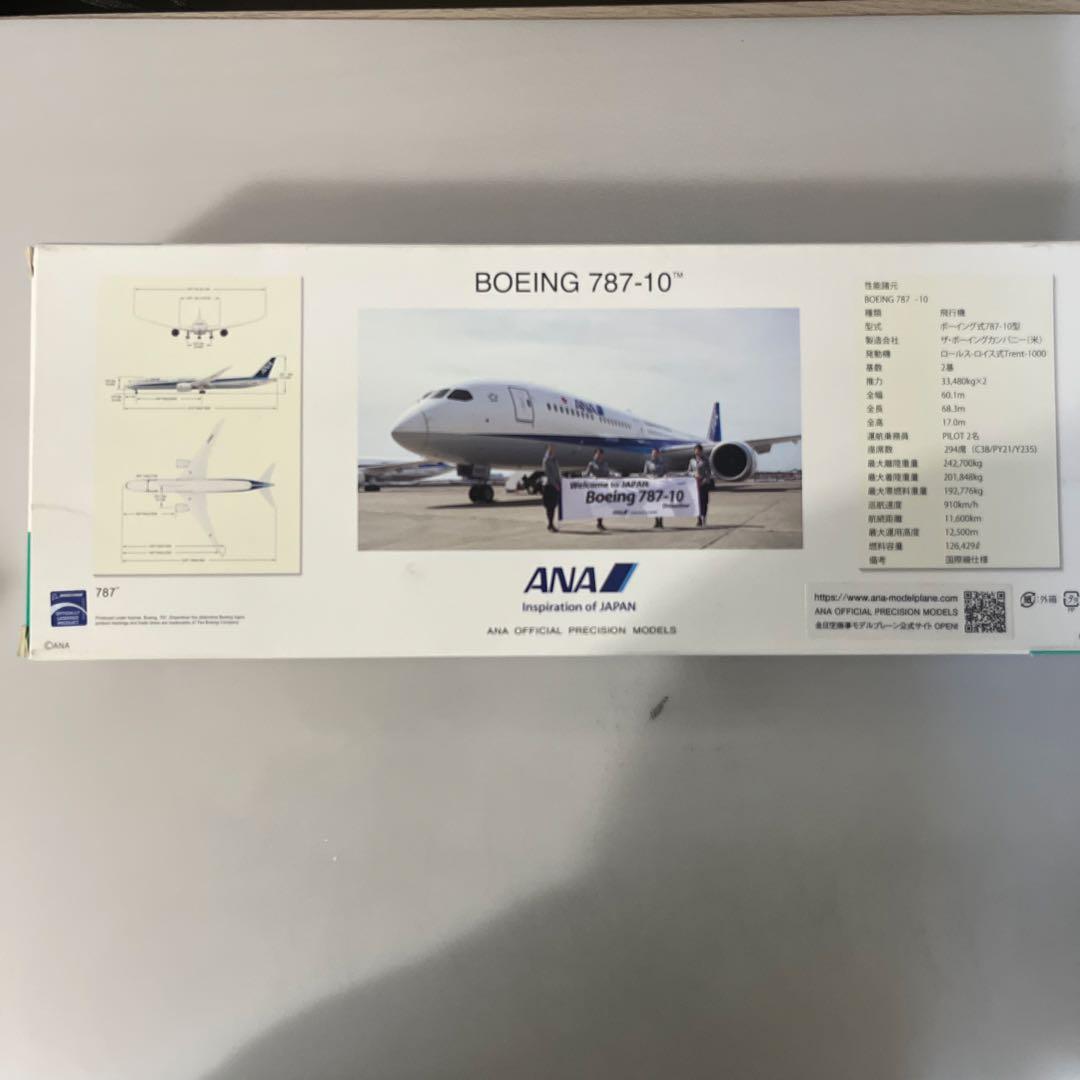 BOEING 787-10™
性能諸元
BOEING 787 -10
種類 飛行機
型式 ボーイング式787-10型
製造会社 ザ・ボーイングカンパニー(米)
発動機 ロールス・ロイス式Trent-1000
基数 2基
推力 33,480kg×2
全幅 60.1m
全長 68.3m
全高 17.0m
運航乗務員 PILOT 2名
座席数 294席 (C38/PY21/Y235)
最大離陸重量 242,700kg
最大着陸重量 201,848kg
最大零燃料重量 192,776kg
巡航速度 910km/h
航続距離 11,600km
最大運用高度 12,500m
燃料容量 126,429ℓ
備考 国際線仕様
ANA
Welcome to JAPAN
Boeing 787-10
ANA
Inspiration of JAPAN
ANA OFFICIAL PRECISION MODELS
787™
OFFICIALLY
LICENSED
PRODUCT
©ANA
https://www.ana-modelplane.com
ANA OFFICIAL PRECISION MODELS
全日空商事モデルプレーン公式サイト OPEN!
紙
:外箱
プラ
PP